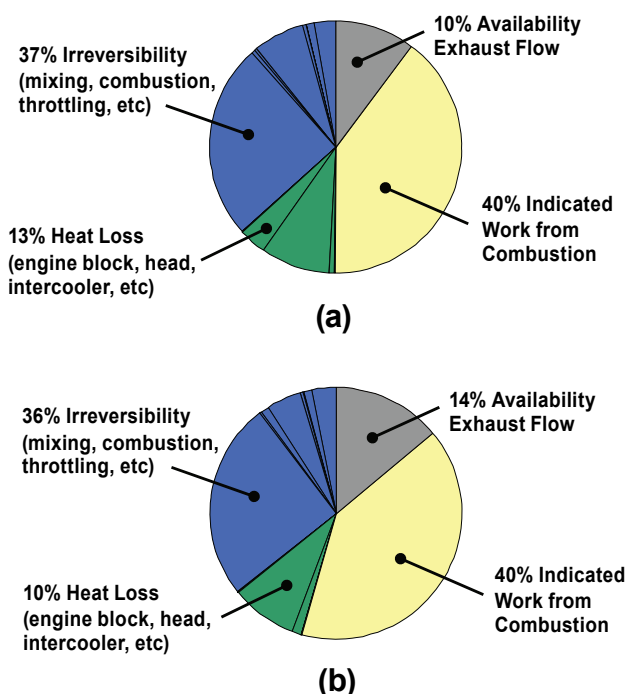 10% Availability
Exhaust Flow
37% Irreversibility
(mixing, combustion,
throttling, etc)
40% Indicated
Work from
Combustion
13% Heat Loss
(engine block, head,
intercooler, etc)
(a)
14% Availability
Exhaust Flow
36% Irreversibility
(mixing, combustion,
throttling, etc)
40% Indicated
Work from
Combustion
10% Heat Loss
(engine block, head,
intercooler, etc)
(b)